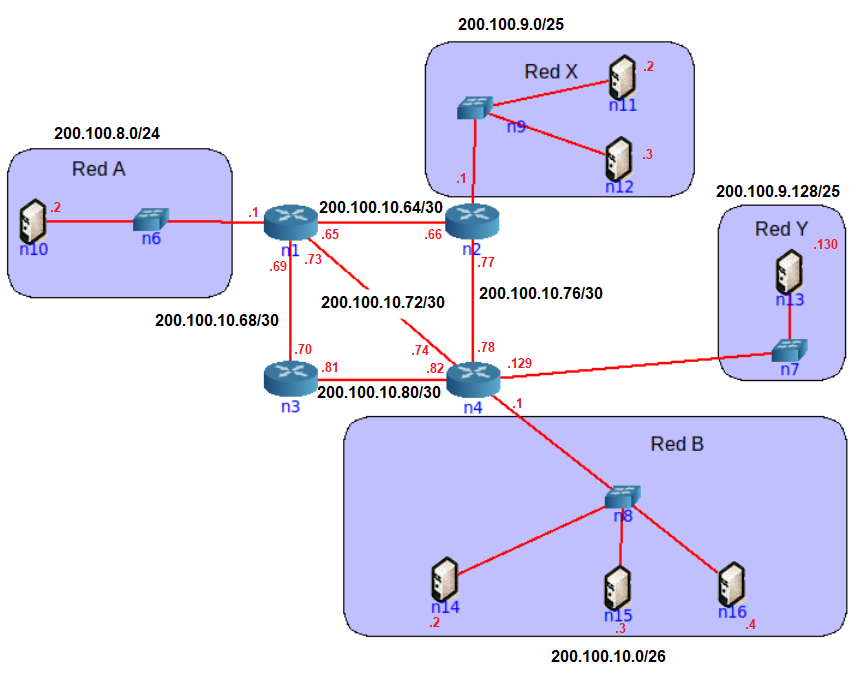 200.100.9.0/25
Red X
.2
n11
n9
.3
n12
.1
200.100.8.0/24
Red A
.2
n10
n6
.1
n1
200.100.10.64/30
.65
.66
n2
.73
.69
.77
200.100.9.128/25
Red Y
.130
n13
n7
200.100.10.72/30
200.100.10.76/30
200.100.10.68/30
.70
.74
.78
.81
.82
.129
n3
200.100.10.80/30
n4
.1
Red B
n8
n14
.2
n15
.3
n16
.4
200.100.10.0/26